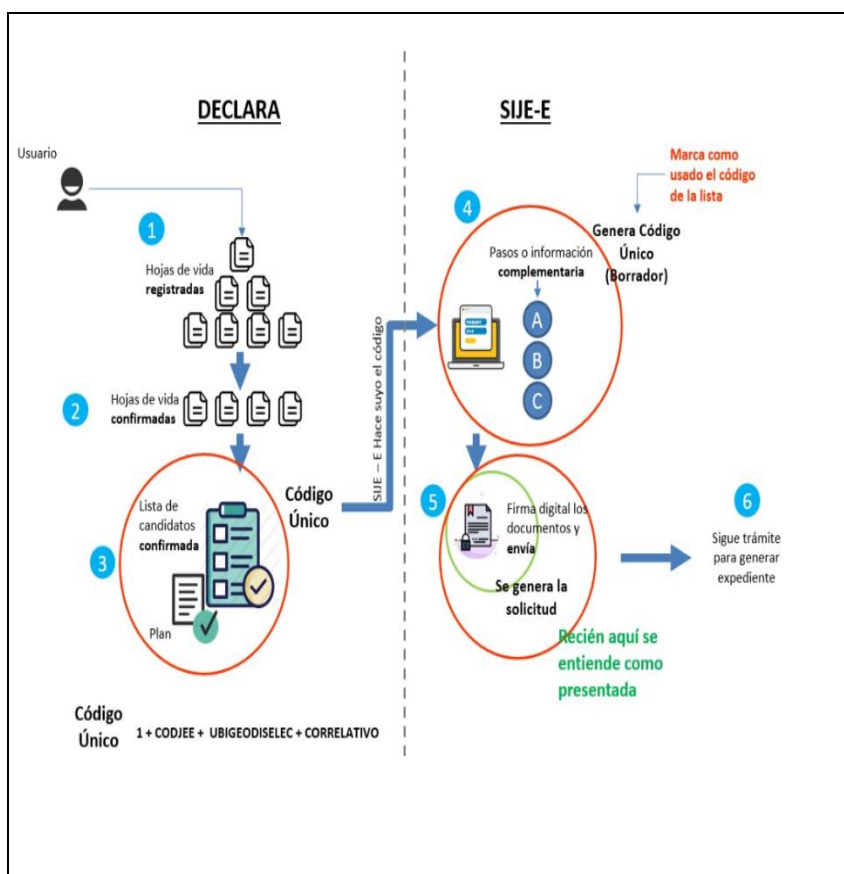 DECLARA
Usuario
1
Hojas de vida
registradas
2
Hojas de vida
confirmadas
3
Lista de
candidatos
confirmada
Plan
Código
Único
SIJE – E Hace suyo el código
Código
Único
1 + CODJEE + UBIGEODISELEC + CORRELATIVO
SIJE-E
Marca como
usado el código
de la lista
4
Genera Código
Único
(Borrador)
Pasos o información
complementaria
A
B
C
5
Firma digital los
documentos y
envía
Se genera la
solicitud
Recién aquí se
entiende como
presentada
6
Sigue trámite
para generar
expediente